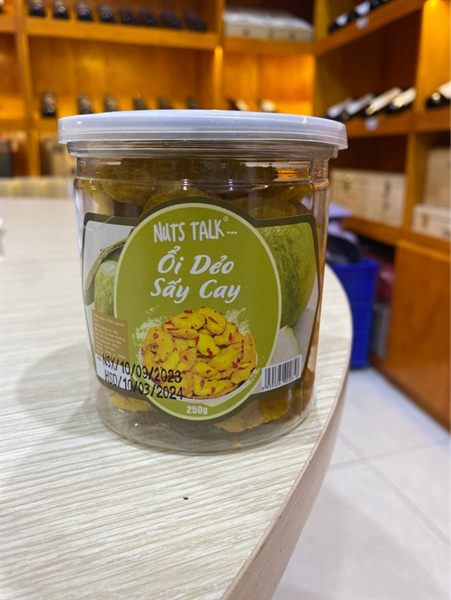 NUTS TALK®...
Ổi Dẻo
Sấy Cay
NSX/10/09/2023
HSD/10/03/2024
250g